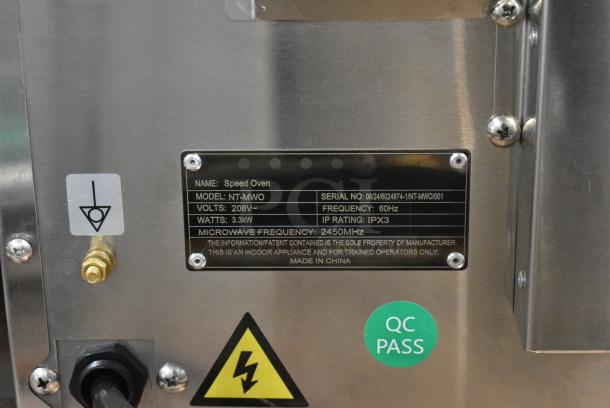 NAME: Speed Oven
MODEL: NT-MWO SERIAL NO: 08/24/6024874-1/NT-MWO/001
VOLTS: 208V~ FREQUENCY: 60Hz
WATTS: 3.3kW IP RATING: IPX3
MICROWAVE FREQUENCY: 2450MHz
THE INFORMATION/PATENT CONTAINED IS THE SOLE PROPERTY OF MANUFACTURER.
THIS IS AN INDOOR APPLIANCE AND FOR TRAINED OPERATORS ONLY.
MADE IN CHINA
PCI
QC
PASS